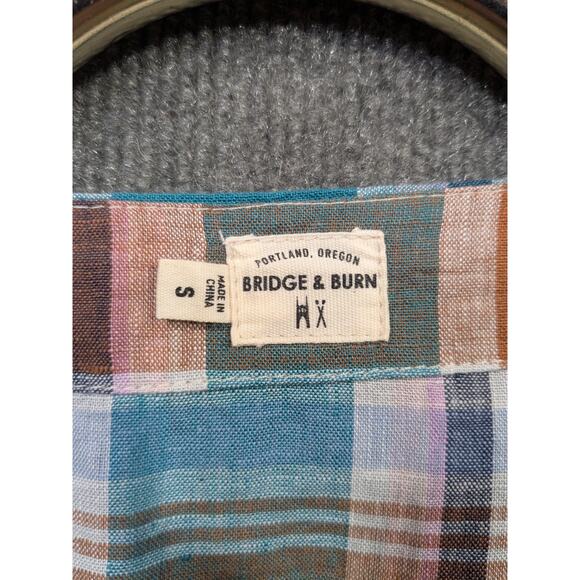 PORTLAND, OREGON
BRIDGE & BURN
MADE IN
CHINA
S